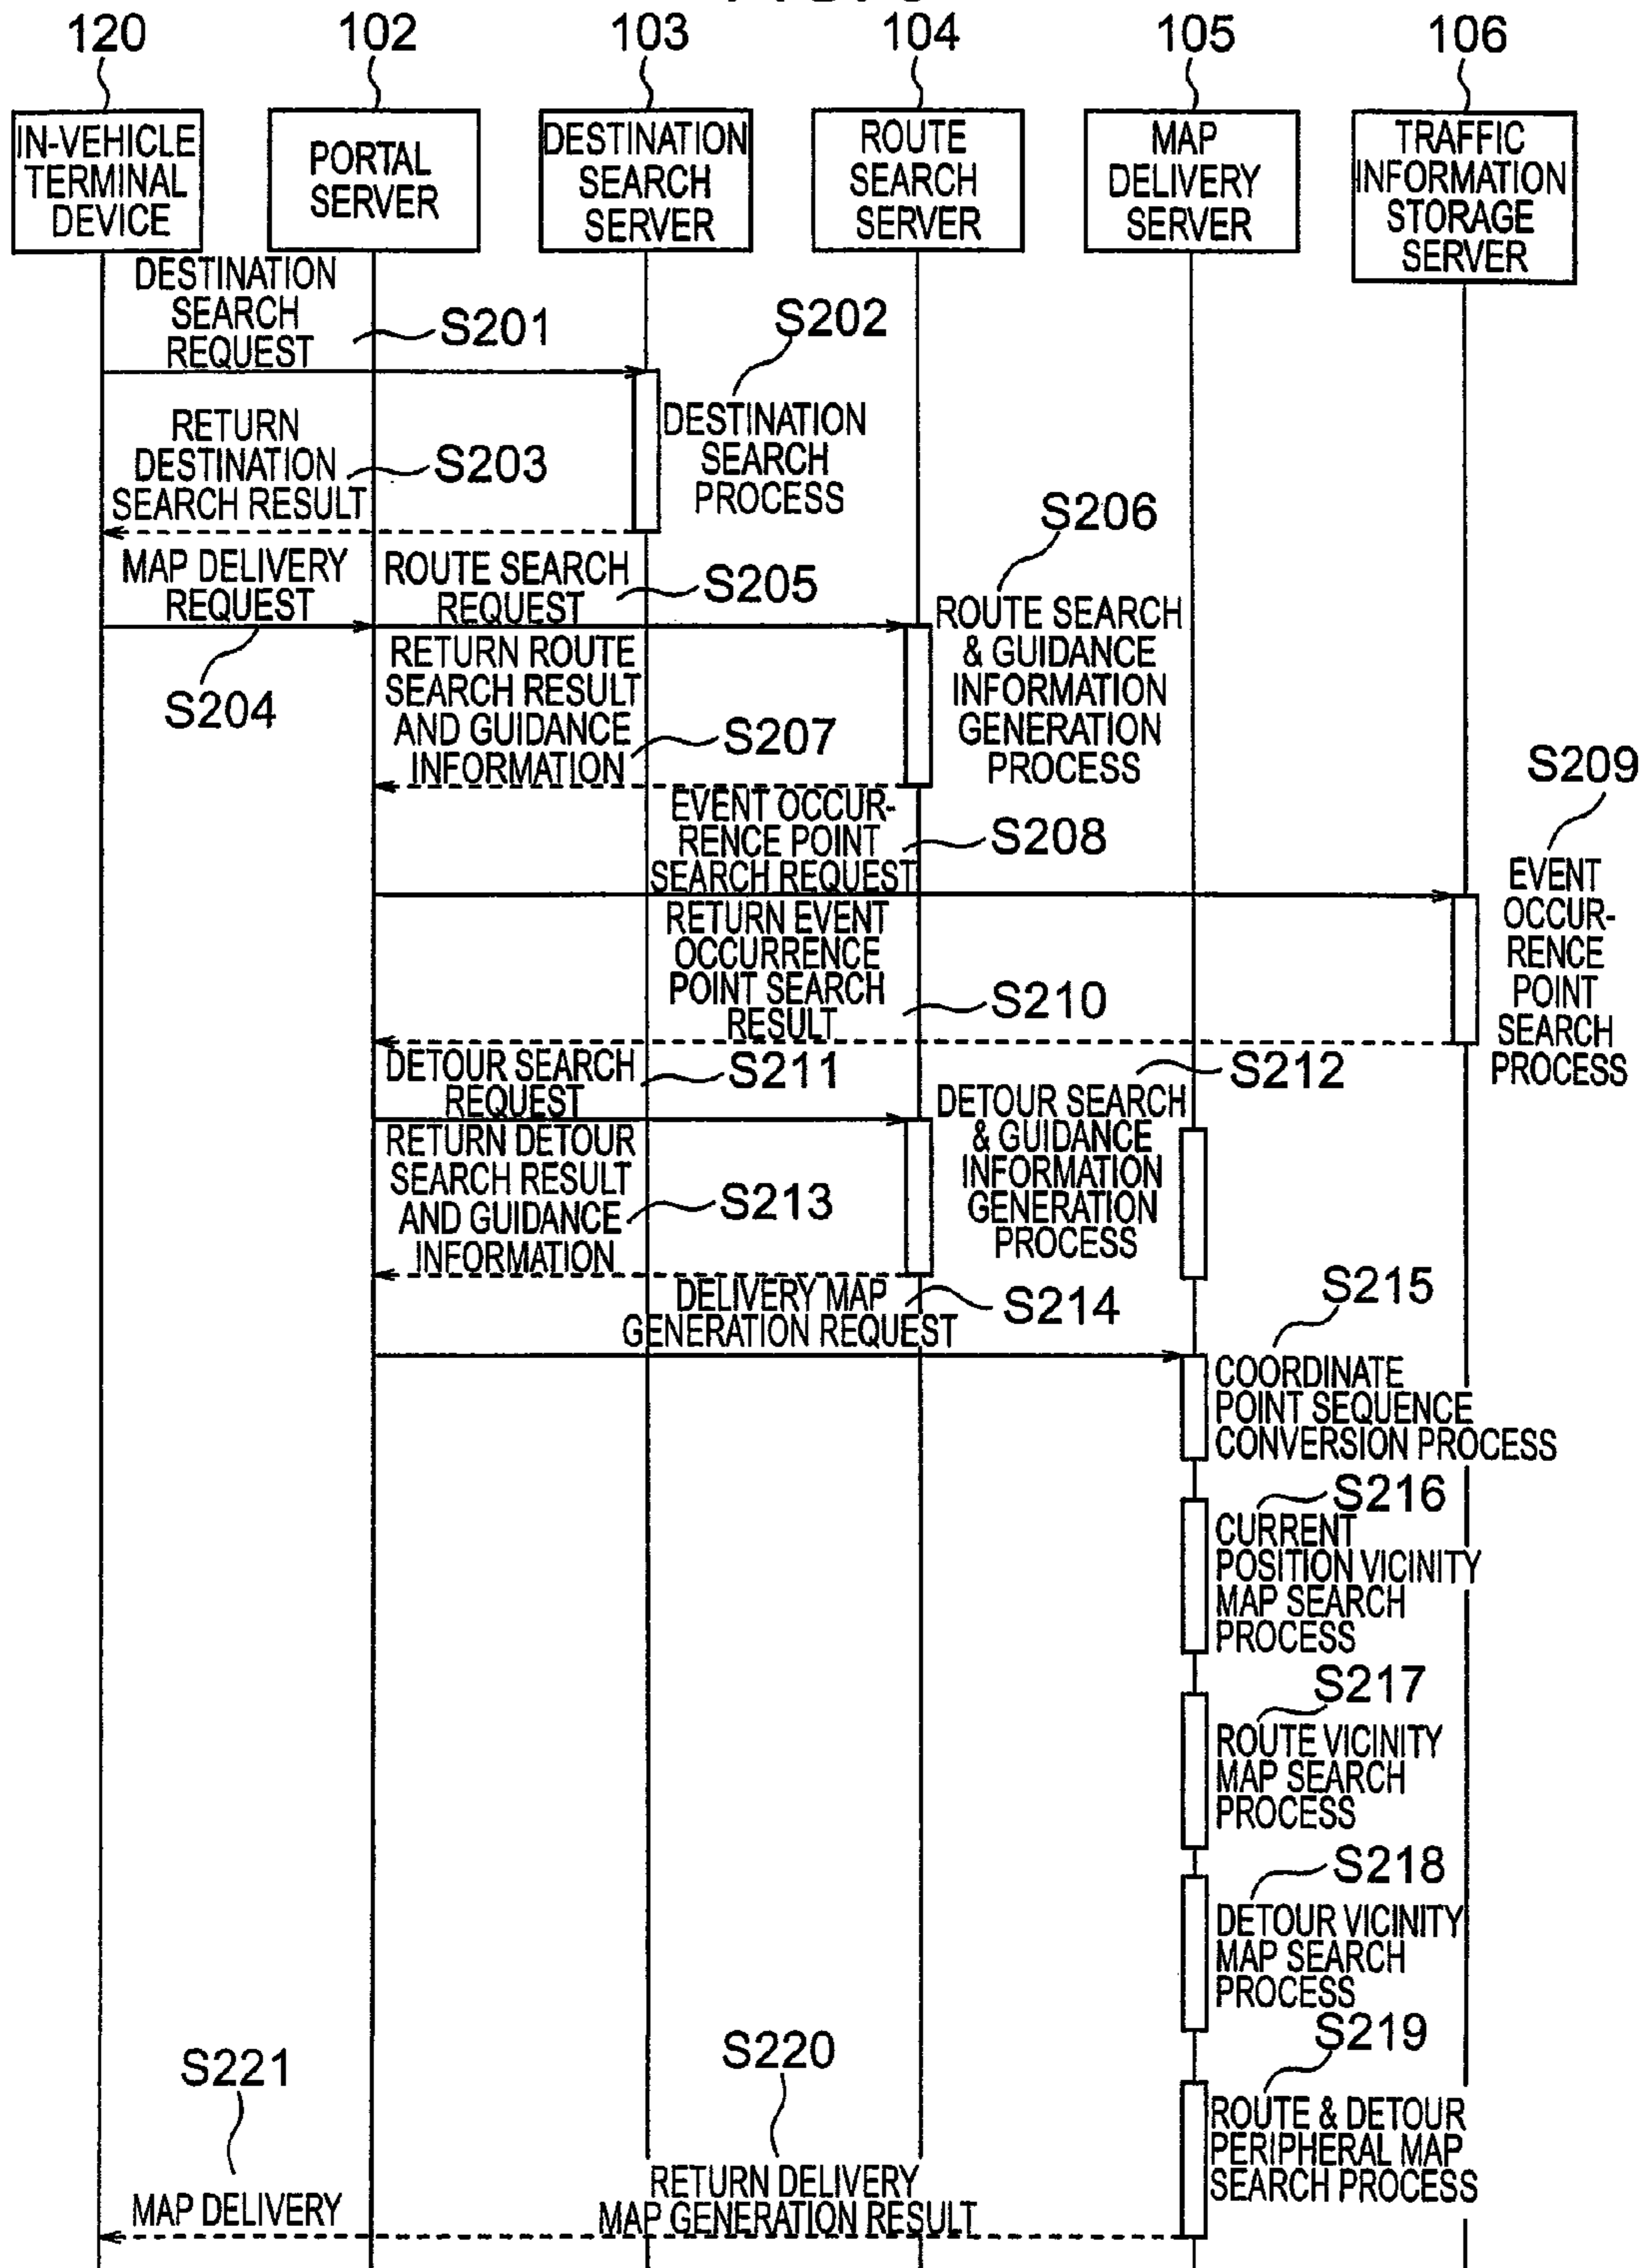 120
102
103
104
105
106
IN-VEHICLE
TERMINAL
DEVICE
PORTAL
SERVER
DESTINATION
SEARCH
SERVER
ROUTE
SEARCH
SERVER
MAP
DELIVERY
SERVER
TRAFFIC
INFORMATION
STORAGE
SERVER
DESTINATION
SEARCH
REQUEST
S201
S202
DESTINATION
SEARCH
PROCESS
RETURN
DESTINATION
SEARCH RESULT
S203
MAP DELIVERY
REQUEST
S204
ROUTE SEARCH
REQUEST
S205
S206
ROUTE SEARCH
& GUIDANCE
INFORMATION
GENERATION
PROCESS
RETURN ROUTE
SEARCH RESULT
AND GUIDANCE
INFORMATION
S207
EVENT OCCUR-
RENCE POINT
SEARCH REQUEST
S208
S209
EVENT
OCCUR-
RENCE
POINT
SEARCH
PROCESS
RETURN EVENT
OCCURRENCE
POINT SEARCH
RESULT
S210
DETOUR SEARCH
REQUEST
S211
S212
DETOUR SEARCH
& GUIDANCE
INFORMATION
GENERATION
PROCESS
RETURN DETOUR
SEARCH RESULT
AND GUIDANCE
INFORMATION
S213
DELIVERY MAP
GENERATION REQUEST
S214
S215
COORDINATE
POINT SEQUENCE
CONVERSION PROCESS
S216
CURRENT
POSITION VICINITY
MAP SEARCH
PROCESS
S217
ROUTE VICINITY
MAP SEARCH
PROCESS
S218
DETOUR VICINITY
MAP SEARCH
PROCESS
S219
ROUTE & DETOUR
PERIPHERAL MAP
SEARCH PROCESS
S220
RETURN DELIVERY
MAP GENERATION RESULT
S221
MAP DELIVERY